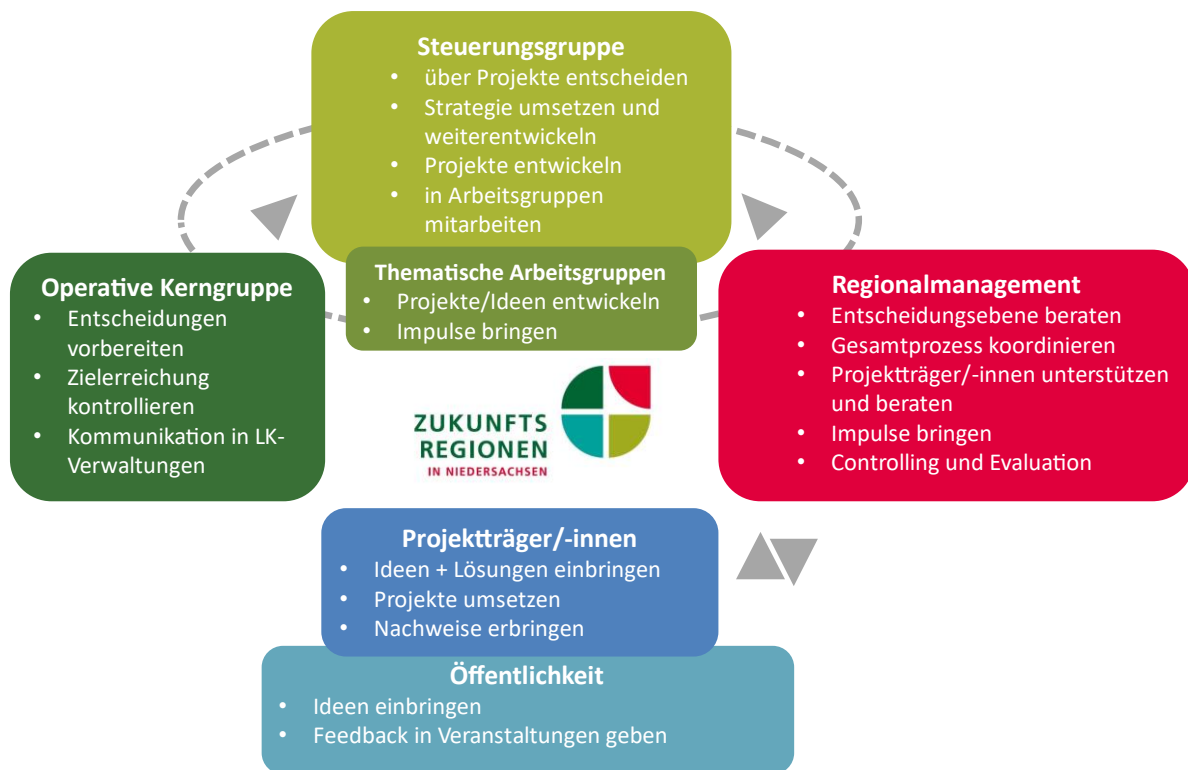 Steuerungsgruppe
• über Projekte entscheiden
• Strategie umsetzen und
weiterentwickeln
• Projekte entwickeln
• in Arbeitsgruppen
mitarbeiten
Thematische Arbeitsgruppen
• Projekte/Ideen entwickeln
• Impulse bringen
Operative Kerngruppe
• Entscheidungen
vorbereiten
• Zielerreichung
kontrollieren
• Kommunikation in LK-
Verwaltungen
Regionalmanagement
• Entscheidungsebene beraten
• Gesamtprozess koordinieren
• Projektträger/-innen unterstützen
und beraten
• Impulse bringen
• Controlling und Evaluation
ZUKUNFTS
REGIONEN
IN NIEDERSACHSEN
Projektträger/-innen
• Ideen + Lösungen einbringen
• Projekte umsetzen
• Nachweise erbringen
Öffentlichkeit
• Ideen einbringen
• Feedback in Veranstaltungen geben